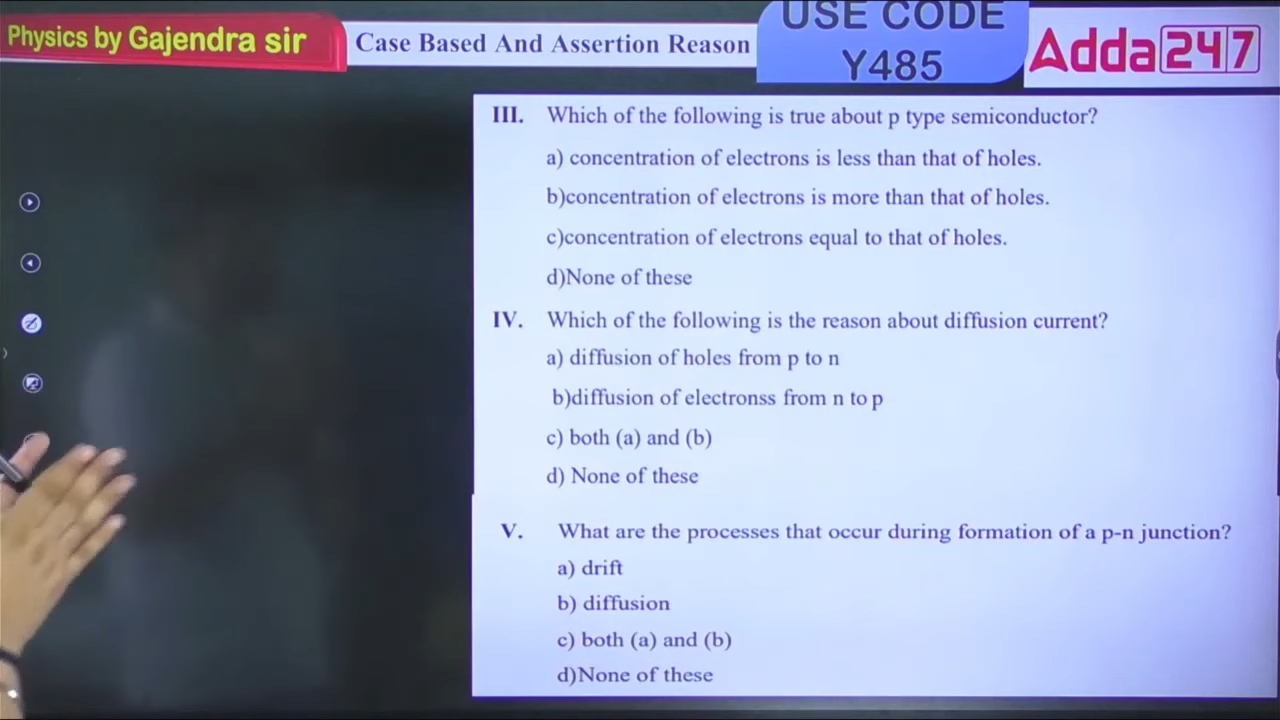 Physics by Gajendra sir
Case Based And Assertion Reason
USE CODE
Y485
Adda247
III. Which of the following is true about p type semiconductor?
a) concentration of electrons is less than that of holes.
b)concentration of electrons is more than that of holes.
c)concentration of electrons equal to that of holes.
d)None of these
IV. Which of the following is the reason about diffusion current?
a) diffusion of holes from p to n
b)diffusion of electronss from n to p
c) both (a) and (b)
d) None of these
V. What are the processes that occur during formation of a p-n junction?
a) drift
b) diffusion
c) both (a) and (b)
d)None of these